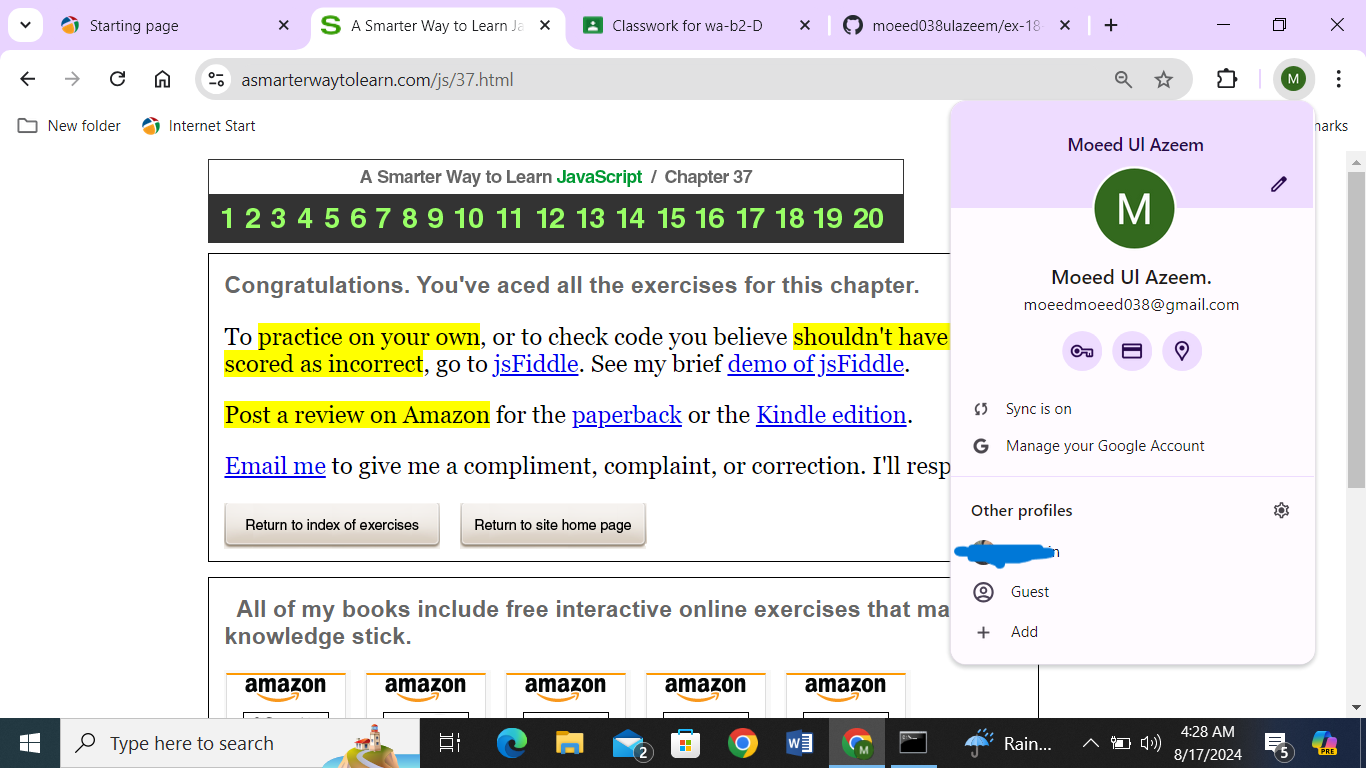 Starting page
A Smarter Way to Learn Ja
Classwork for wa-b2-D
moeed038ulazeem/ex-18-
asmarterwaytolearn.com/js/37.html
M
New folder
Internet Start
marks
A Smarter Way to Learn JavaScript / Chapter 37
1 2 3 4 5 6 7 8 9 10 11 12 13 14 15 16 17 18 19 20
Congratulations. You've aced all the exercises for this chapter.
To practice on your own, or to check code you believe shouldn't have
scored as incorrect, go to jsFiddle. See my brief demo of jsFiddle.
Post a review on Amazon for the paperback or the Kindle edition.
Email me to give me a compliment, complaint, or correction. I'll resp
Return to index of exercises
Return to site home page
All of my books include free interactive online exercises that ma
knowledge stick.
amazon amazon amazon amazon amazon
Moeed Ul Azeem
M
Moeed Ul Azeem.
moeedmoeed038@gmail.com
Sync is on
Manage your Google Account
Other profiles
Guest
Add
Type here to search
2
M
Rain...
4:28 AM
8/17/2024
5
PRE